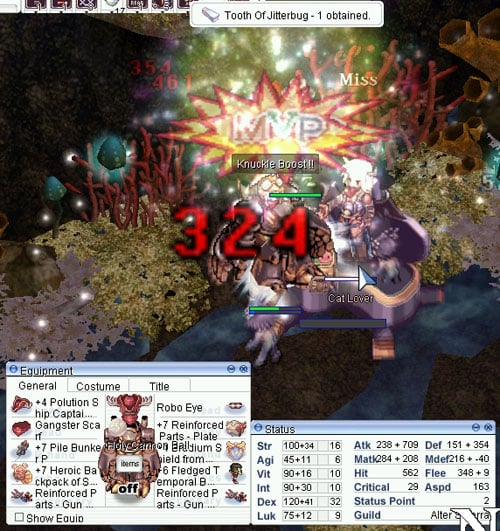 Tooth Of Jitterbug - 1 obtained.
354
461
Miss
MVP
Knuckle Boost !!
324
Cat Lover
Equipment
General Costume Title
+4 Polution S
hip Captai...
Robo Eye
Gangster Sca
rf
+7 Reinforced
Parts - Plate
Holy Cannon Ball
+7 Pile Bunke
r P
shield from...
items
+7 Heroic Ba
ckpack of S...
+6 Fledged T
emporal B...
Reinforced P
arts - Gun ...
Reinforced P
arts - Gun ...
off
Show Equip
Status
Str 100+34 16 Atk 238 + 709 Def 151 + 354
Agi 45+11 6 Matk 284 + 208 Mdef 216 + -40
Vit 90+16 10 Hit 562 Flee 348 + 9
Int 90+30 10 Critical 29 Aspd 163
Dex 120+41 32 Status Point 2
Luk 75+12 9 Guild